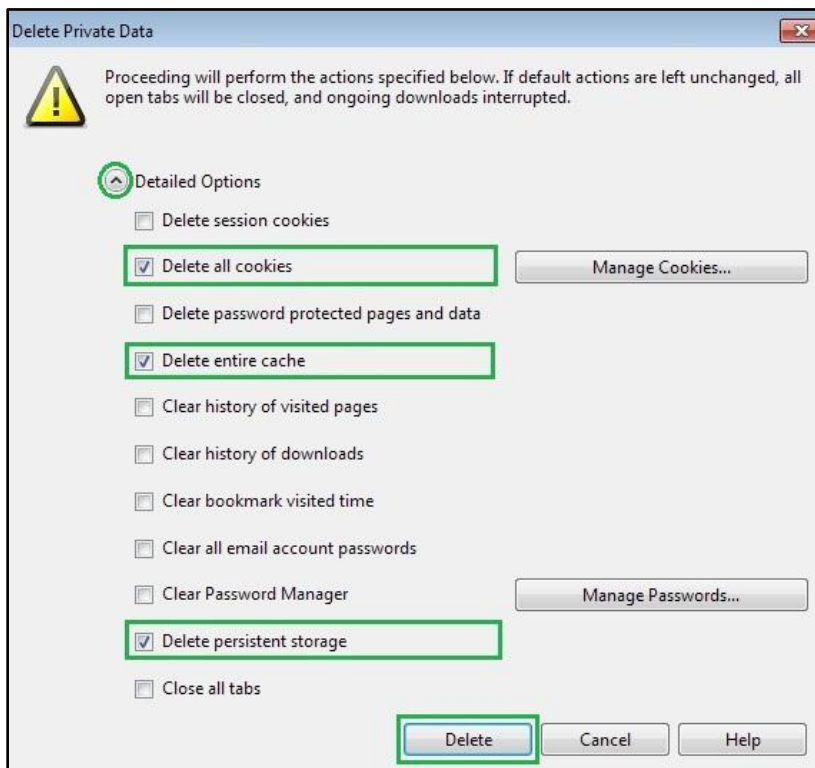 Delete Private Data
Proceeding will perform the actions specified below. If default actions are left unchanged, all
open tabs will be closed, and ongoing downloads interrupted.
Detailed Options
Delete session cookies
Delete all cookies
Manage Cookies...
Delete password protected pages and data
Delete entire cache
Clear history of visited pages
Clear history of downloads
Clear bookmark visited time
Clear all email account passwords
Clear Password Manager
Manage Passwords...
Delete persistent storage
Close all tabs
Delete
Cancel
Help